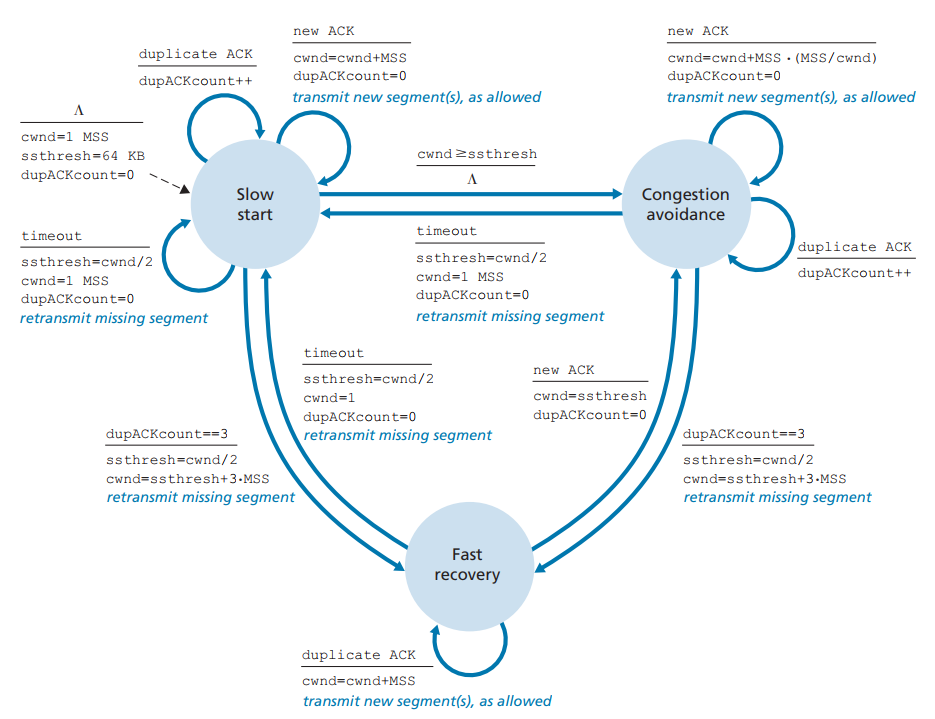 new ACK
cwnd=cwnd+MSS
dupACKcount=0
transmit new segment(s), as allowed
new ACK
cwnd=cwnd+MSS·(MSS/cwnd)
dupACKcount=0
transmit new segment(s), as allowed
duplicate ACK
dupACKcount++
Λ
cwnd=1 MSS
ssthresh=64 KB
dupACKcount=0
Slow
start
cwnd≥ssthresh
Λ
Congestion
avoidance
timeout
ssthresh=cwnd/2
cwnd=1 MSS
dupACKcount=0
retransmit missing segment
timeout
ssthresh=cwnd/2
cwnd=1 MSS
dupACKcount=0
retransmit missing segment
duplicate ACK
dupACKcount++
timeout
ssthresh=cwnd/2
cwnd=1
dupACKcount=0
retransmit missing segment
new ACK
cwnd=ssthresh
dupACKcount=0
dupACKcount==3
ssthresh=cwnd/2
cwnd=ssthresh+3·MSS
retransmit missing segment
dupACKcount==3
ssthresh=cwnd/2
cwnd=ssthresh+3·MSS
retransmit missing segment
Fast
recovery
duplicate ACK
cwnd=cwnd+MSS
transmit new segment(s), as allowed